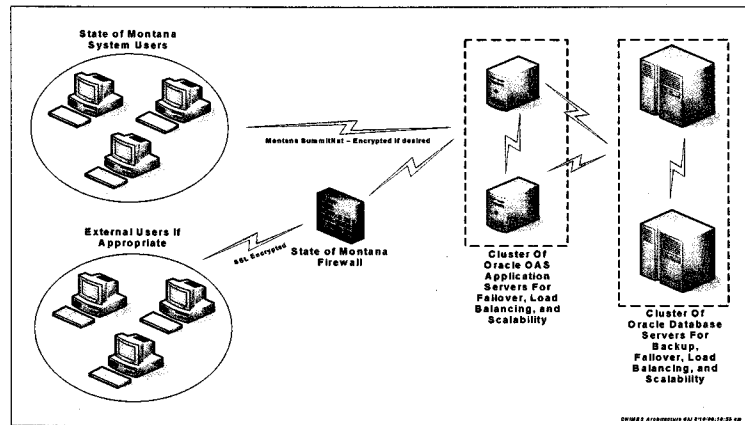 State of Montana
System Users
Montana SummitNet – Encrypted if desired
External Users If
Appropriate
SSL Encrypted
State of Montana
Firewall
Cluster Of
Oracle OAS
Application
Servers For
Failover, Load
Balancing, and
Scalability
Cluster Of
Oracle Database
Servers For
Backup,
Failover, Load
Balancing, and
Scalability
Architecture